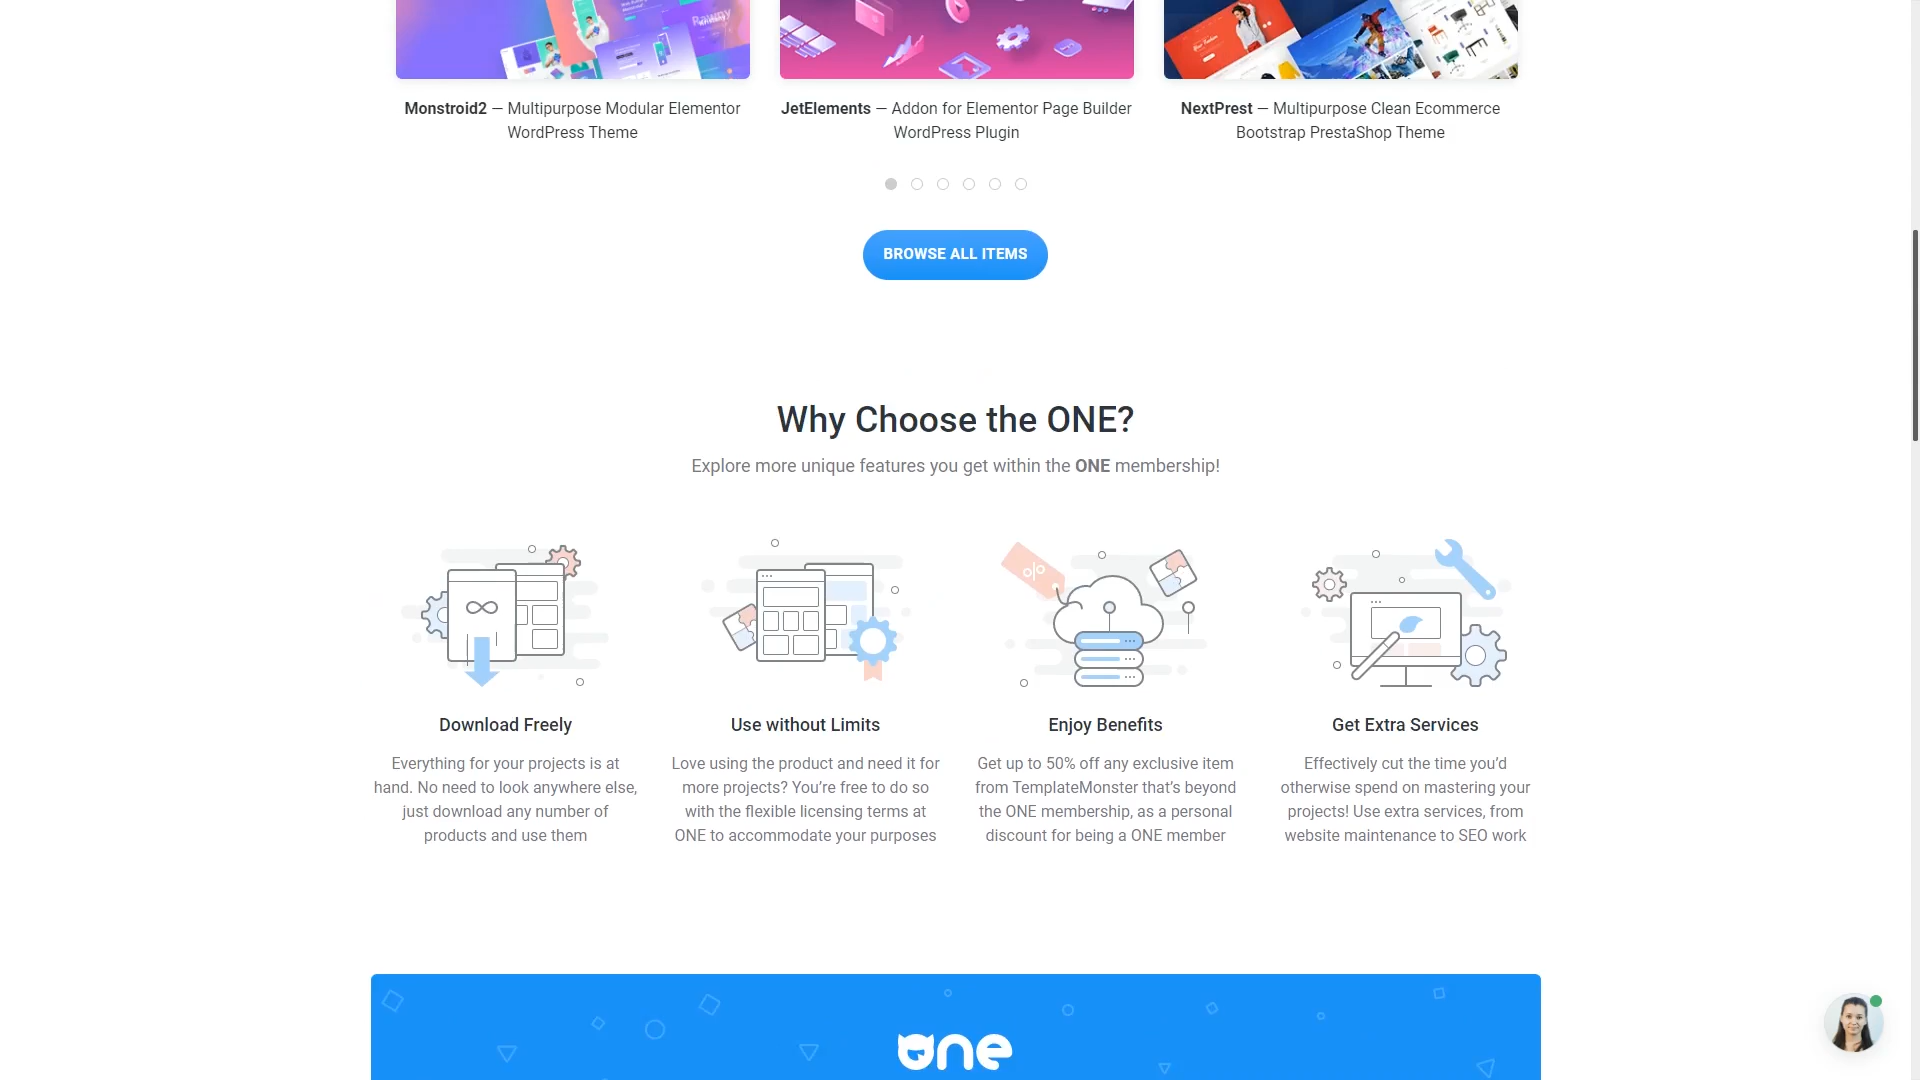 Monstroid2 — Multipurpose Modular Elementor
WordPress Theme
JetElements — Addon for Elementor Page Builder
WordPress Plugin
NextPrest — Multipurpose Clean Ecommerce
Bootstrap PrestaShop Theme
BROWSE ALL ITEMS
Why Choose the ONE?
Explore more unique features you get within the ONE membership!
%
Download Freely
Everything for your projects is at
hand. No need to look anywhere else,
just download any number of
products and use them
Use without Limits
Love using the product and need it for
more projects? You’re free to do so
with the flexible licensing terms at
ONE to accommodate your purposes
Enjoy Benefits
Get up to 50% off any exclusive item
from TemplateMonster that’s beyond
the ONE membership, as a personal
discount for being a ONE member
Get Extra Services
Effectively cut the time you’d
otherwise spend on mastering your
projects! Use extra services, from
website maintenance to SEO work
one